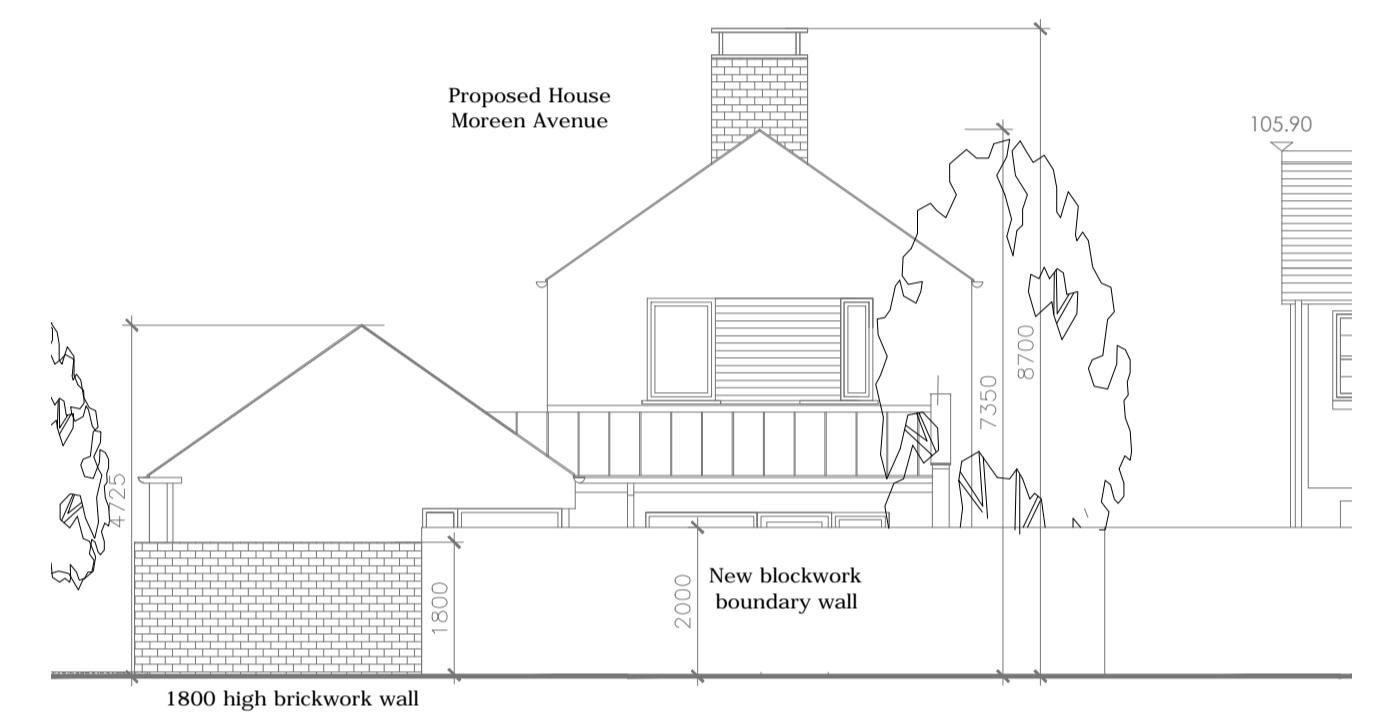 Proposed House
Moreen Avenue
105.90
8700
7350
4725
1800
2000
New blockwork
boundary wall
1800 high brickwork wall